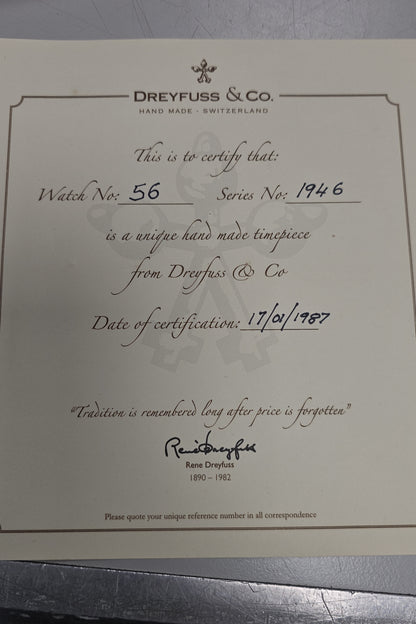 DREYFUSS & CO.
HAND MADE - SWITZERLAND
This is to certify that:
Watch No: 56 Series No: 1946
is a unique hand made timepiece
from Dreyfuss & Co
Date of certification: 17/01/1987
"Tradition is remembered long after price is forgotten"
René Dreyfuss
Rene Dreyfuss
1890 – 1982
Please quote your unique reference number in all correspondence